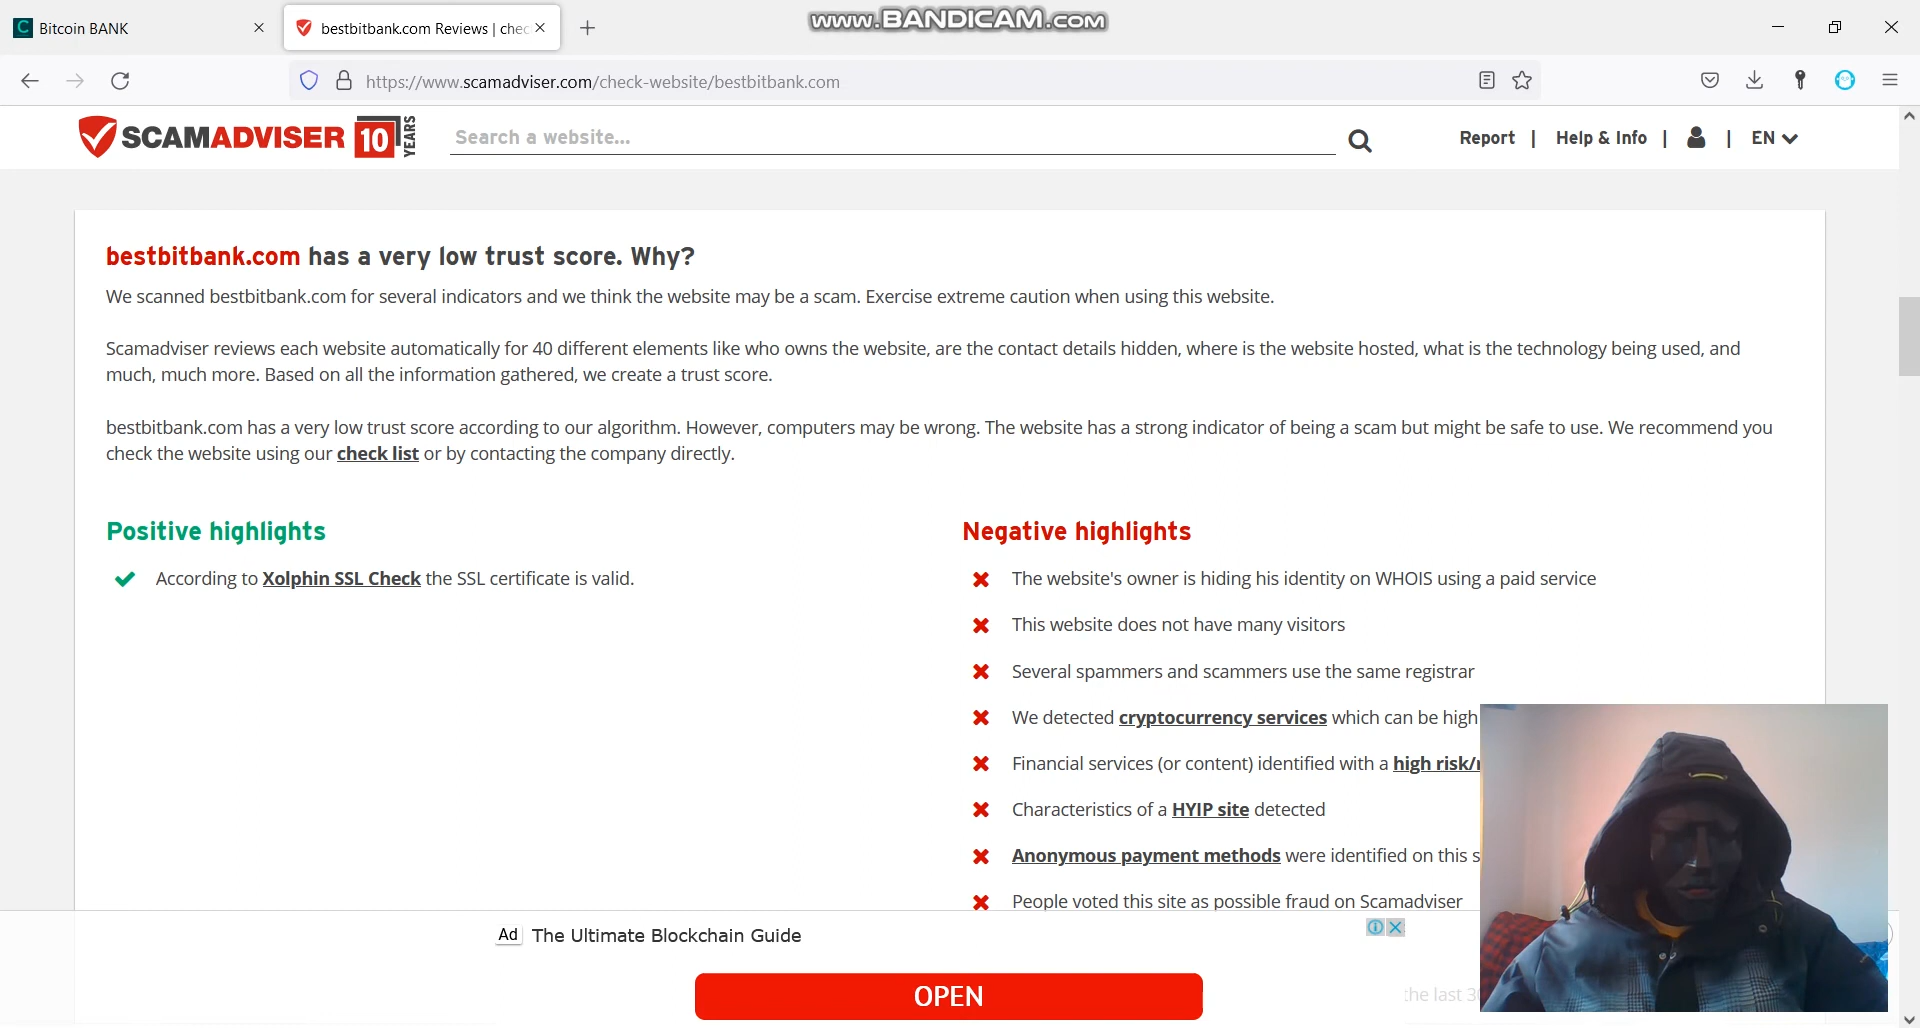 Bitcoin BANK
bestbitbank.com Reviews | chec
www.BANDICAM.com
https://www.scamadviser.com/check-website/bestbitbank.com
SCAMADVISER 10 YEARS
Search a website...
Report | Help & Info | | EN
bestbitbank.com has a very low trust score. Why?
We scanned bestbitbank.com for several indicators and we think the website may be a scam. Exercise extreme caution when using this website.
Scamadviser reviews each website automatically for 40 different elements like who owns the website, are the contact details hidden, where is the website hosted, what is the technology being used, and
much, much more. Based on all the information gathered, we create a trust score.
bestbitbank.com has a very low trust score according to our algorithm. However, computers may be wrong. The website has a strong indicator of being a scam but might be safe to use. We recommend you
check the website using our check list or by contacting the company directly.
Positive highlights
According to Xolphin SSL Check the SSL certificate is valid.
Negative highlights
The website's owner is hiding his identity on WHOIS using a paid service
This website does not have many visitors
Several spammers and scammers use the same registrar
We detected cryptocurrency services which can be high
Financial services (or content) identified with a high risk/
Characteristics of a HYIP site detected
Anonymous payment methods were identified on this s
People voted this site as possible fraud on Scamadviser
Ad The Ultimate Blockchain Guide
OPEN
the last 30